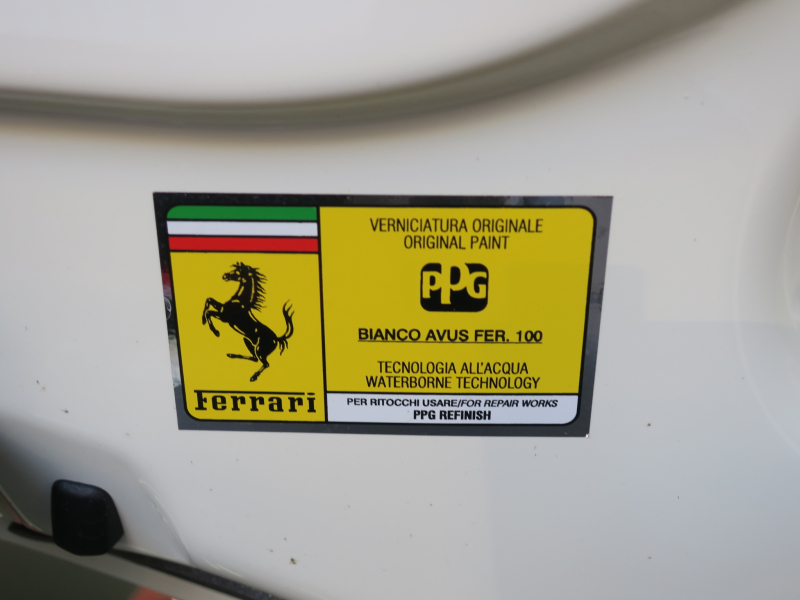 VERNICIATURA ORIGINALE
ORIGINAL PAINT
PPG
BIANCO AVUS FER. 100
TECNOLOGIA ALL'ACQUA
WATERBORNE TECHNOLOGY
Ferrari
PER RITOCCHI USARE/FOR REPAIR WORKS
PPG REFINISH